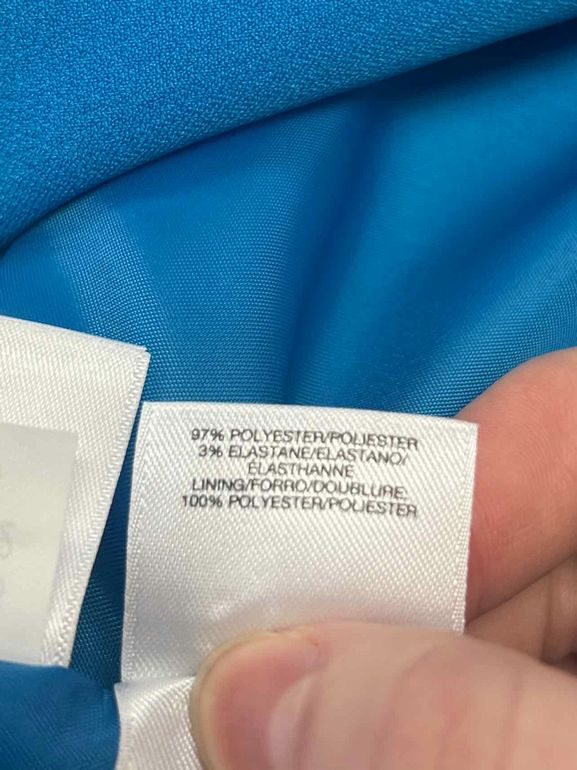 97% POLYESTER/POLIESTER
3% ELASTANE/ELASTANO/
ÉLASTHANNE
LINING/FORRO/DOUBLURE.
100% POLYESTER/POLIESTER